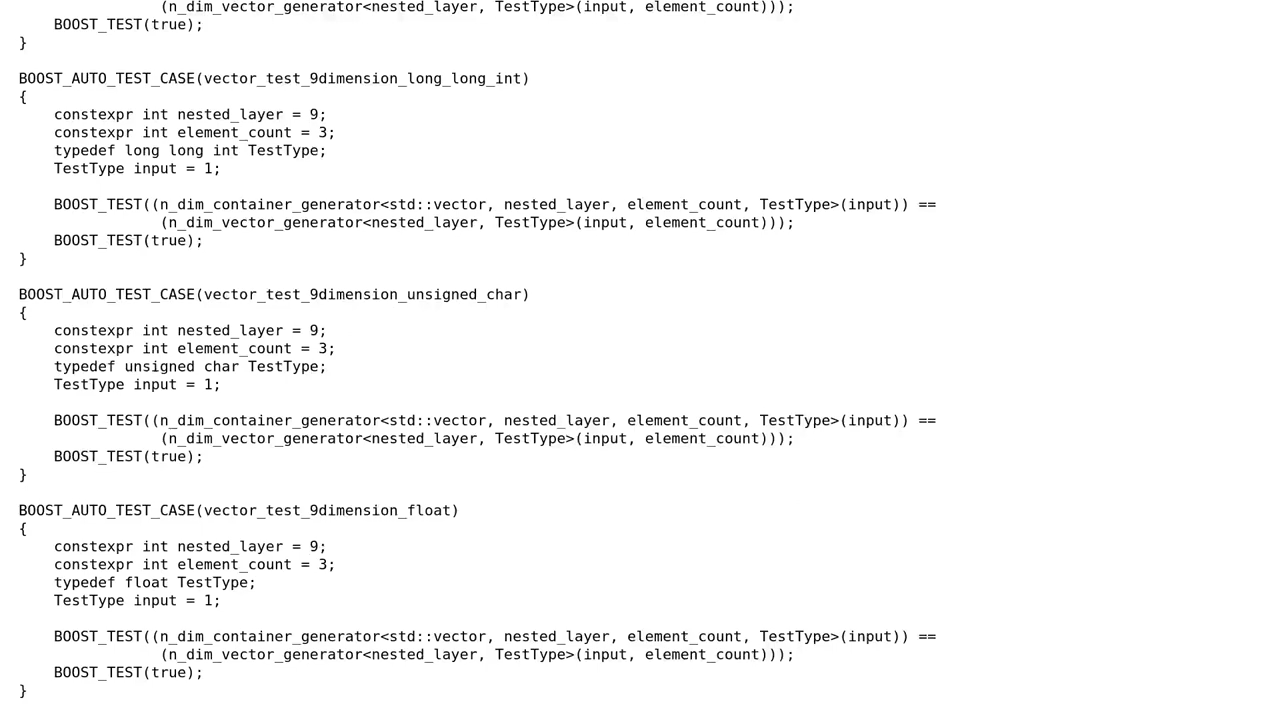 (n_dim_vector_generator<nested_layer, TestType>(input, element_count)));
BOOST_TEST(true);
}
BOOST_AUTO_TEST_CASE(vector_test_9dimension_long_long_int)
{
constexpr int nested_layer = 9;
constexpr int element_count = 3;
typedef long long int TestType;
TestType input = 1;
BOOST_TEST((n_dim_container_generator<std::vector, nested_layer, element_count, TestType>(input)) ==
(n_dim_vector_generator<nested_layer, TestType>(input, element_count)));
BOOST_TEST(true);
}
BOOST_AUTO_TEST_CASE(vector_test_9dimension_unsigned_char)
{
constexpr int nested_layer = 9;
constexpr int element_count = 3;
typedef unsigned char TestType;
TestType input = 1;
BOOST_TEST((n_dim_container_generator<std::vector, nested_layer, element_count, TestType>(input)) ==
(n_dim_vector_generator<nested_layer, TestType>(input, element_count)));
BOOST_TEST(true);
}
BOOST_AUTO_TEST_CASE(vector_test_9dimension_float)
{
constexpr int nested_layer = 9;
constexpr int element_count = 3;
typedef float TestType;
TestType input = 1;
BOOST_TEST((n_dim_container_generator<std::vector, nested_layer, element_count, TestType>(input)) ==
(n_dim_vector_generator<nested_layer, TestType>(input, element_count)));
BOOST_TEST(true);
}